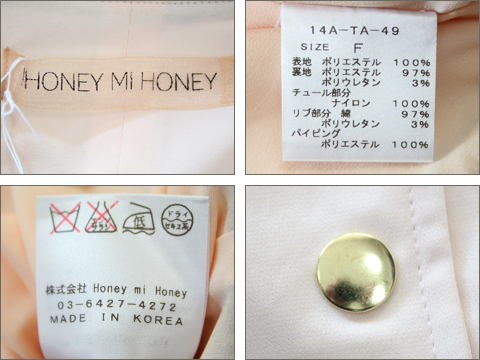 HONEY MI HONEY
14A-TA-49
SIZE F
表地 ポリエステル 100%
裏地 ポリエステル 97%
ポリウレタン 3%
チュール部分
ナイロン 100%
リブ部分 綿 97%
ポリウレタン 3%
パイピング
ポリエステル 100%
低
ドライ
セキユ系
株式会社 Honey mi Honey
03-6427-4272
MADE IN KOREA